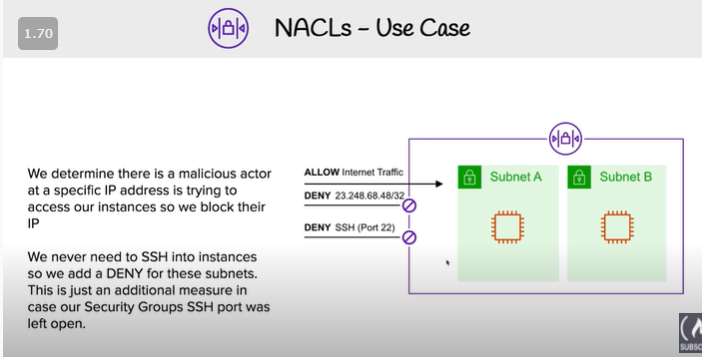 1.70
NACLs - Use Case
We determine there is a malicious actor
at a specific IP address is trying to
access our instances so we block their
IP
We never need to SSH into instances
so we add a DENY for these subnets.
This is just an additional measure in
case our Security Groups SSH port was
left open.
ALLOW Internet Traffic
DENY 23.248.68.48/32
DENY SSH (Port 22)
Subnet A
Subnet B